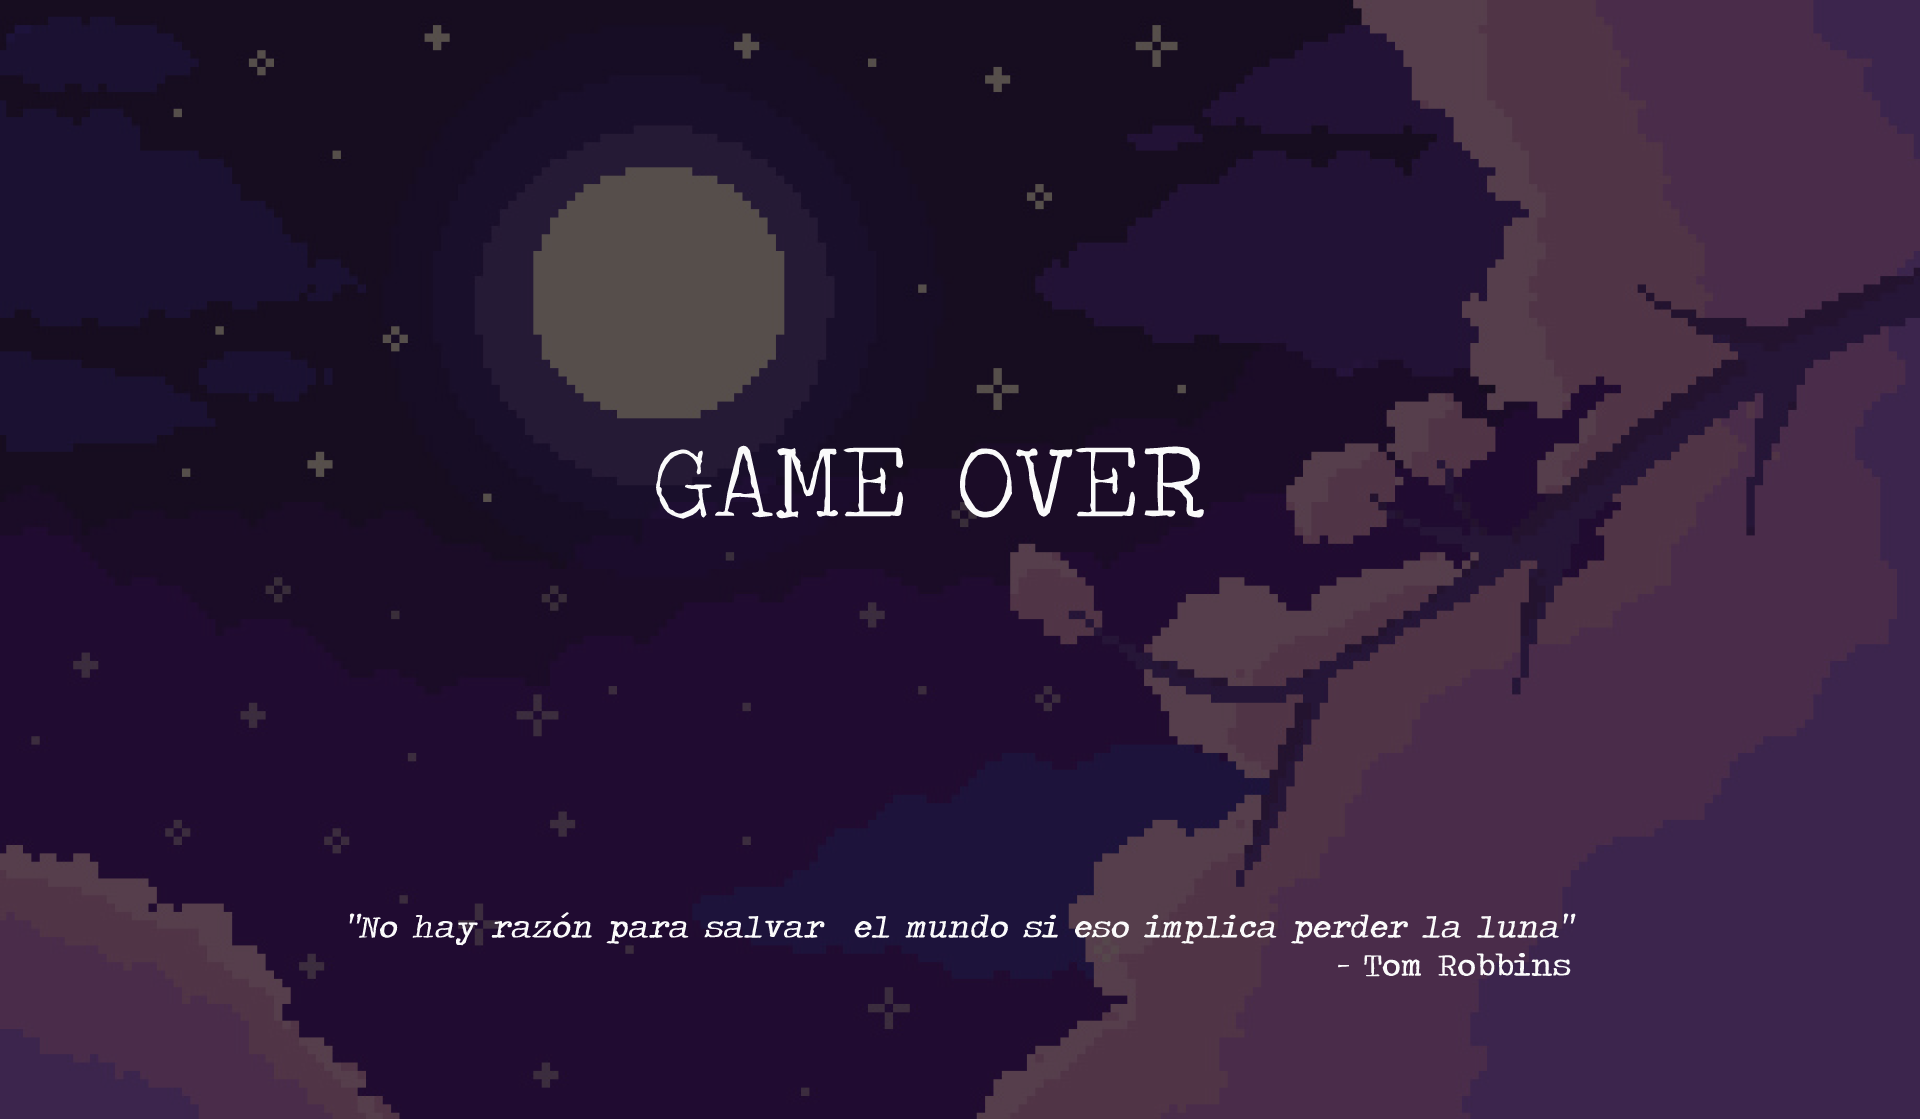 GAME OVER
"No hay razón para salvar el mundo si eso implica perder la luna"
- Tom Robbins